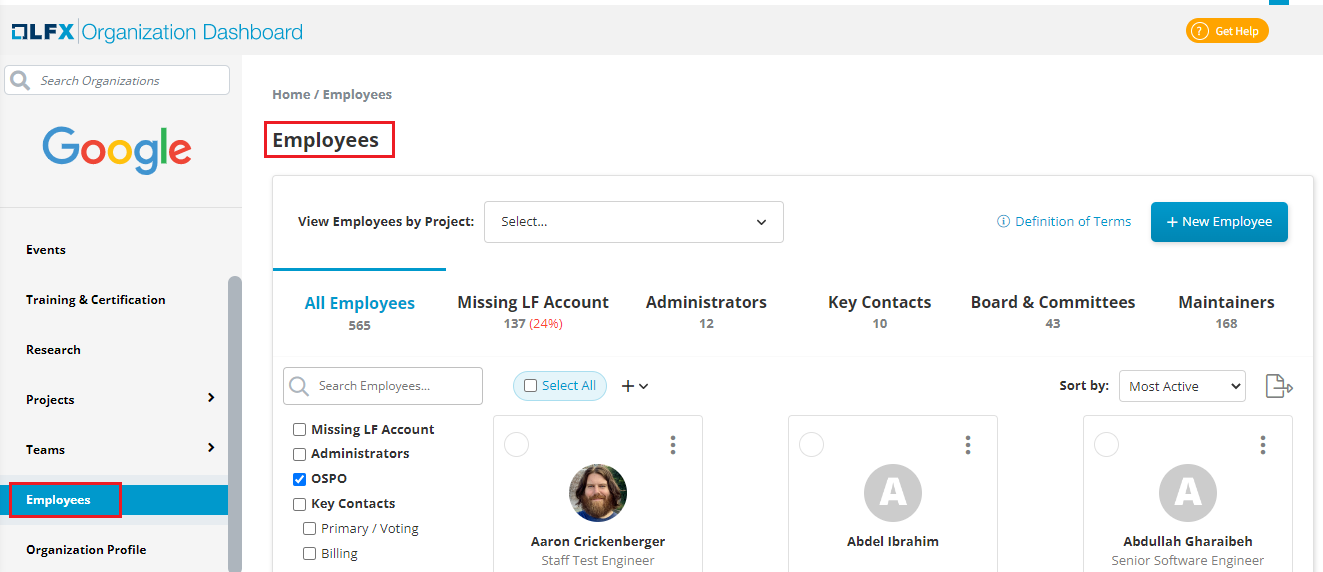 LFX Organization Dashboard
? Get Help
Search Organizations
Google
Events
Training & Certification
Research
Projects
Teams
Employees
Organization Profile
Home / Employees
Employees
View Employees by Project: Select... Definition of Terms + New Employee
All Employees Missing LF Account Administrators Key Contacts Board & Committees Maintainers
565 137 (24%) 12 10 43 168
Search Employees... Select All + Sort by: Most Active
Missing LF Account
Administrators
OSPO
Key Contacts
Primary / Voting
Billing
Aaron Crickenberger
Staff Test Engineer
A
Abdel Ibrahim
A
Abdullah Gharaibeh
Senior Software Engineer